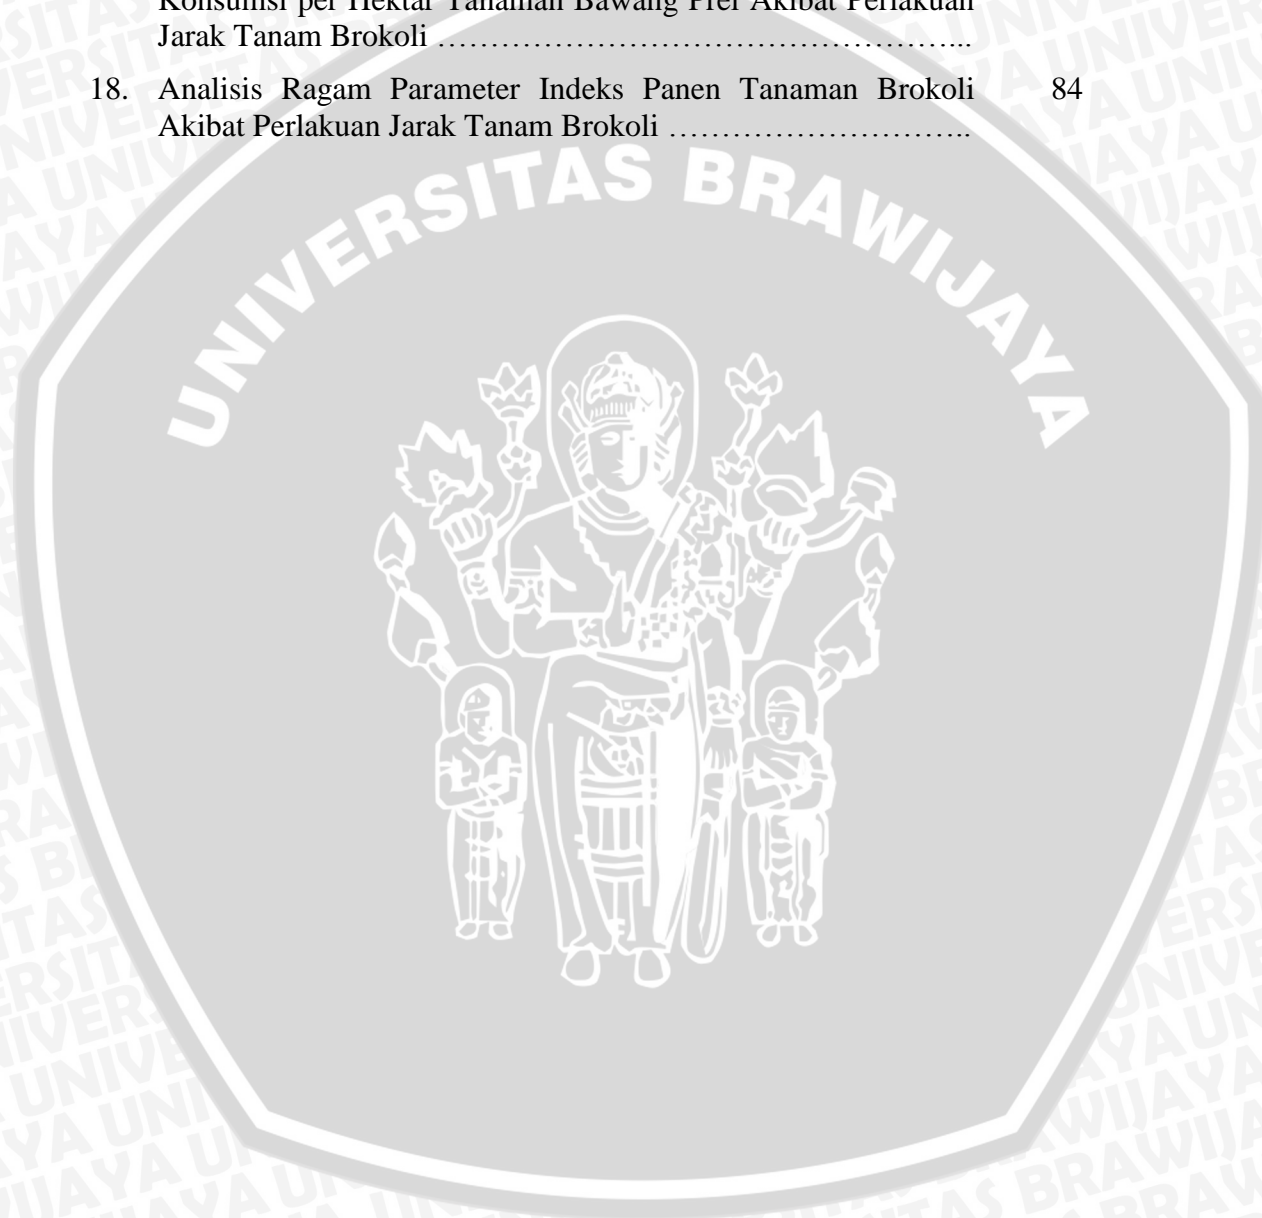 Konsumsi per Hektar Tanaman Bawang Prei Akibat Perlakuan
Jarak Tanam Brokoli …………………………………………...
18. Analisis Ragam Parameter Indeks Panen Tanaman Brokoli 84
Akibat Perlakuan Jarak Tanam Brokoli ………………………..
UNIVERSITAS BRAWIJAYA